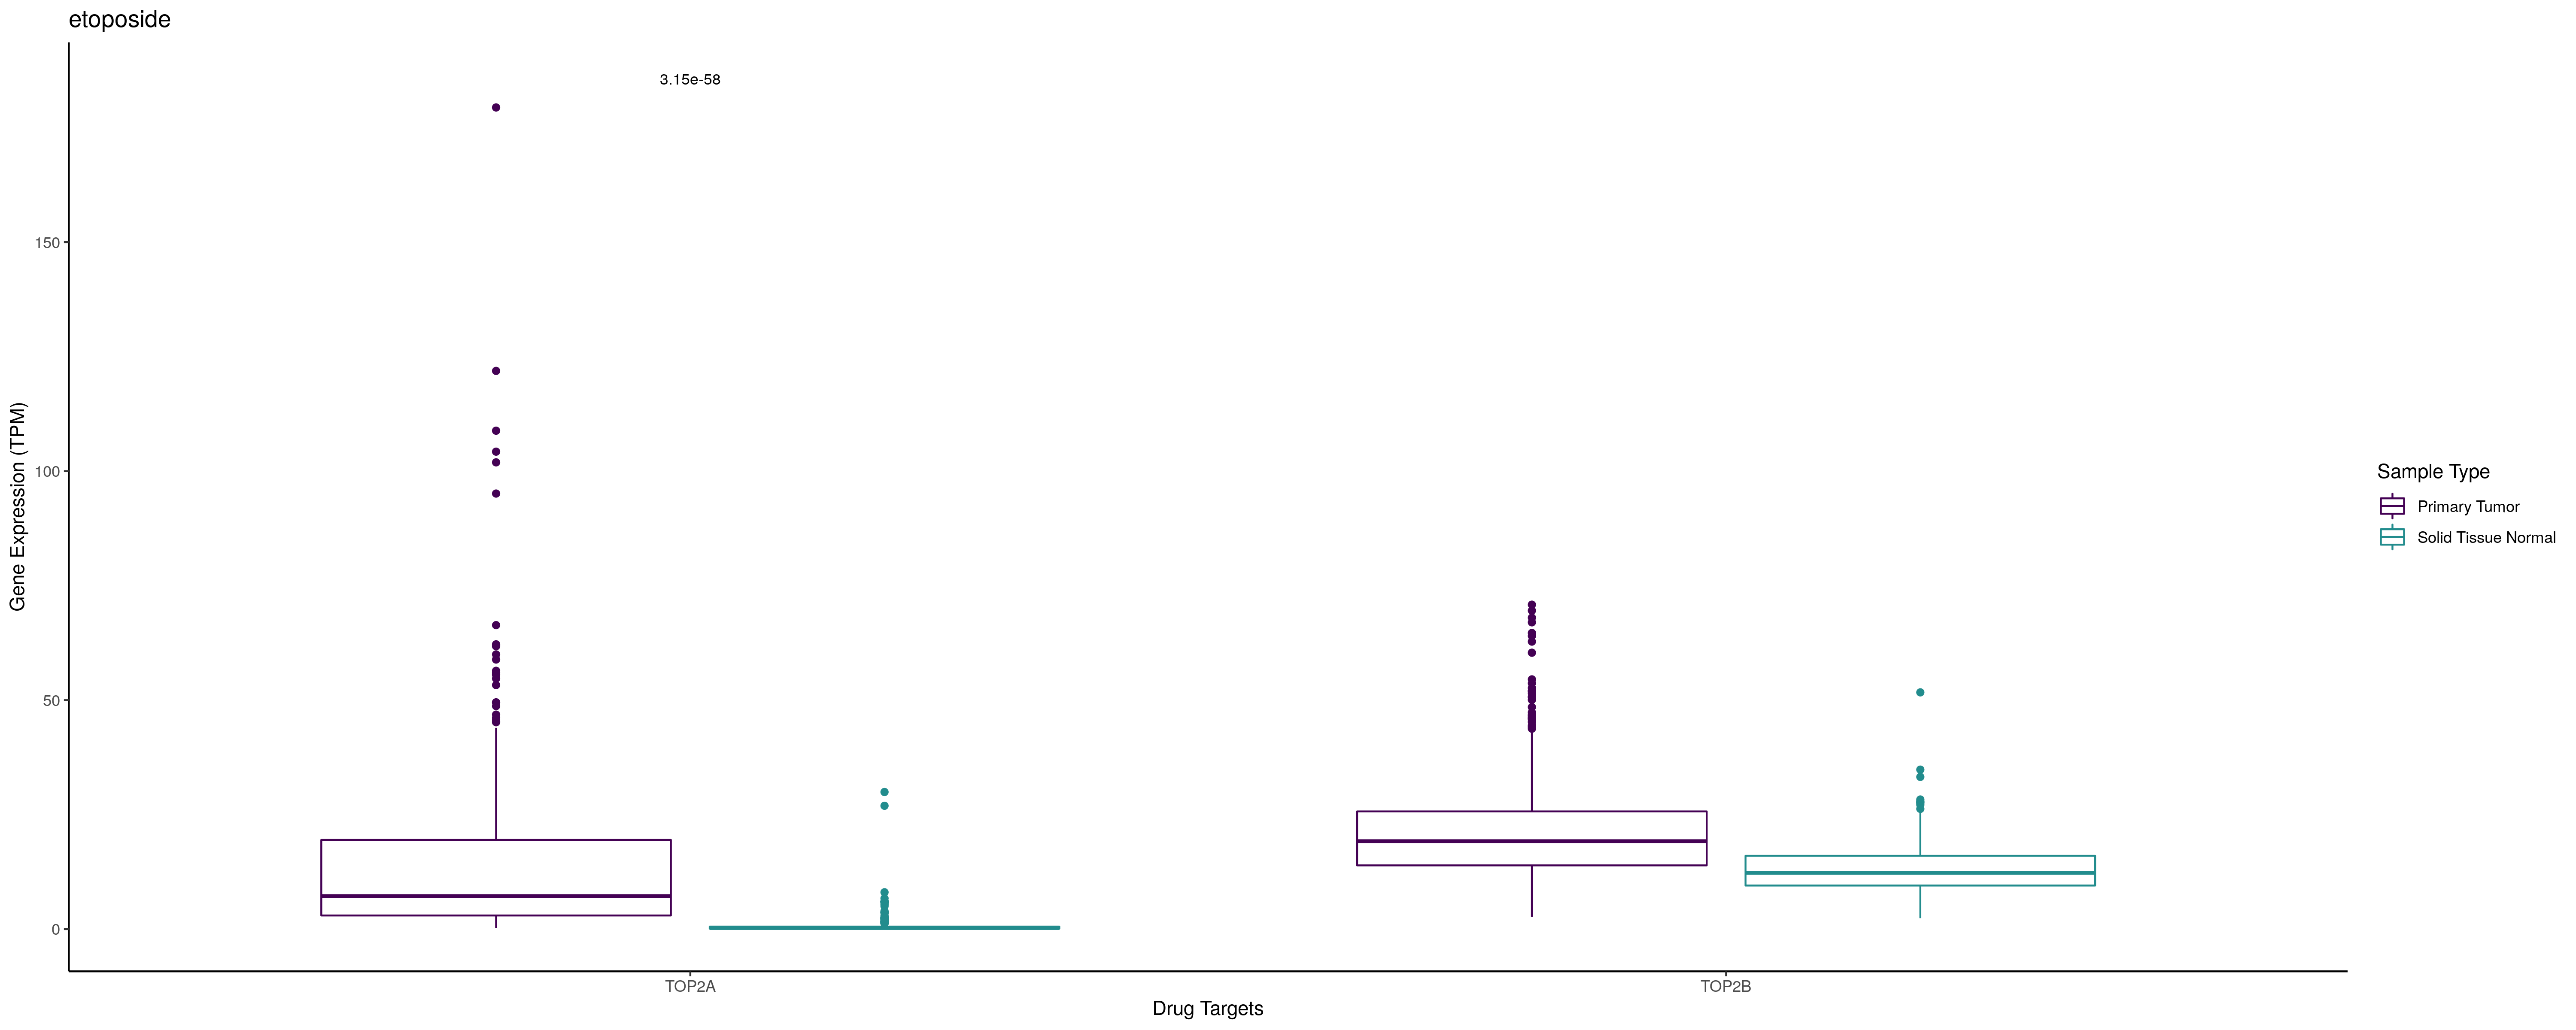 etoposide
3.15e-58
150
100
50
0
Gene Expression (TPM)
TOP2A
TOP2B
Drug Targets
Sample Type
Primary Tumor
Solid Tissue Normal